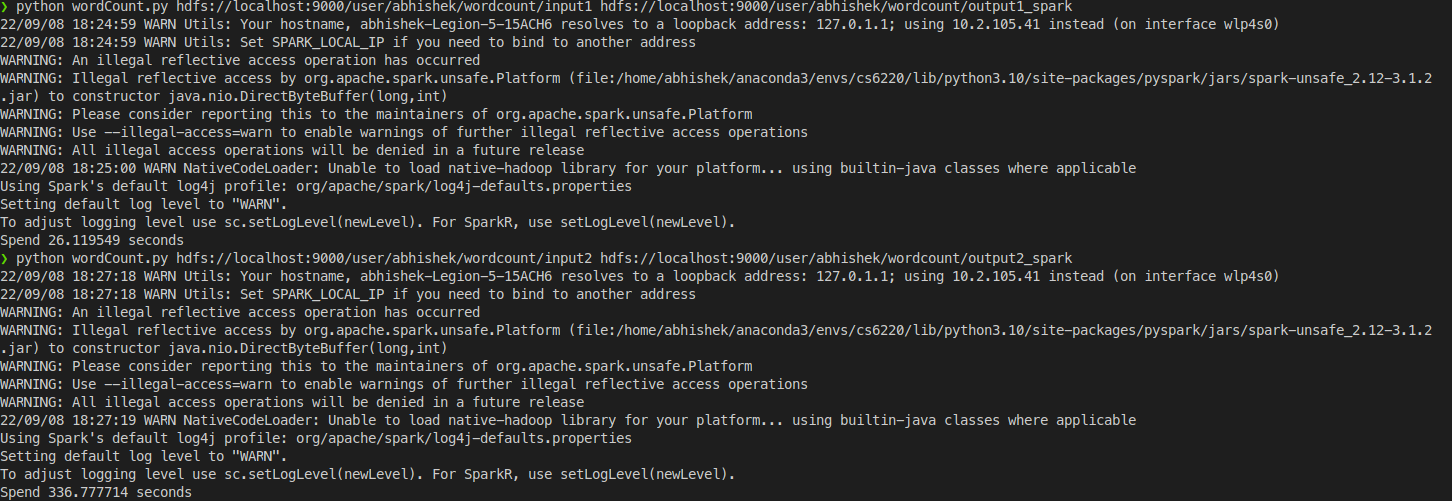 ❯ python wordCount.py hdfs://localhost:9000/user/abhishek/wordcount/input1 hdfs://localhost:9000/user/abhishek/wordcount/output1_spark
22/09/08 18:24:59 WARN Utils: Your hostname, abhishek-Legion-5-15ACH6 resolves to a loopback address: 127.0.1.1; using 10.2.105.41 instead (on interface wlp4s0)
22/09/08 18:24:59 WARN Utils: Set SPARK_LOCAL_IP if you need to bind to another address
WARNING: An illegal reflective access operation has occurred
WARNING: Illegal reflective access by org.apache.spark.unsafe.Platform (file:/home/abhishek/anaconda3/envs/cs6220/lib/python3.10/site-packages/pyspark/jars/spark-unsafe_2.12-3.1.2
.jar) to constructor java.nio.DirectByteBuffer(long,int)
WARNING: Please consider reporting this to the maintainers of org.apache.spark.unsafe.Platform
WARNING: Use --illegal-access=warn to enable warnings of further illegal reflective access operations
WARNING: All illegal access operations will be denied in a future release
22/09/08 18:25:00 WARN NativeCodeLoader: Unable to load native-hadoop library for your platform... using builtin-java classes where applicable
Using Spark's default log4j profile: org/apache/spark/log4j-defaults.properties
Setting default log level to "WARN".
To adjust logging level use sc.setLogLevel(newLevel). For SparkR, use setLogLevel(newLevel).
Spend 26.119549 seconds
❯ python wordCount.py hdfs://localhost:9000/user/abhishek/wordcount/input2 hdfs://localhost:9000/user/abhishek/wordcount/output2_spark
22/09/08 18:27:18 WARN Utils: Your hostname, abhishek-Legion-5-15ACH6 resolves to a loopback address: 127.0.1.1; using 10.2.105.41 instead (on interface wlp4s0)
22/09/08 18:27:18 WARN Utils: Set SPARK_LOCAL_IP if you need to bind to another address
WARNING: An illegal reflective access operation has occurred
WARNING: Illegal reflective access by org.apache.spark.unsafe.Platform (file:/home/abhishek/anaconda3/envs/cs6220/lib/python3.10/site-packages/pyspark/jars/spark-unsafe_2.12-3.1.2
.jar) to constructor java.nio.DirectByteBuffer(long,int)
WARNING: Please consider reporting this to the maintainers of org.apache.spark.unsafe.Platform
WARNING: Use --illegal-access=warn to enable warnings of further illegal reflective access operations
WARNING: All illegal access operations will be denied in a future release
22/09/08 18:27:19 WARN NativeCodeLoader: Unable to load native-hadoop library for your platform... using builtin-java classes where applicable
Using Spark's default log4j profile: org/apache/spark/log4j-defaults.properties
Setting default log level to "WARN".
To adjust logging level use sc.setLogLevel(newLevel). For SparkR, use setLogLevel(newLevel).
Spend 336.777714 seconds